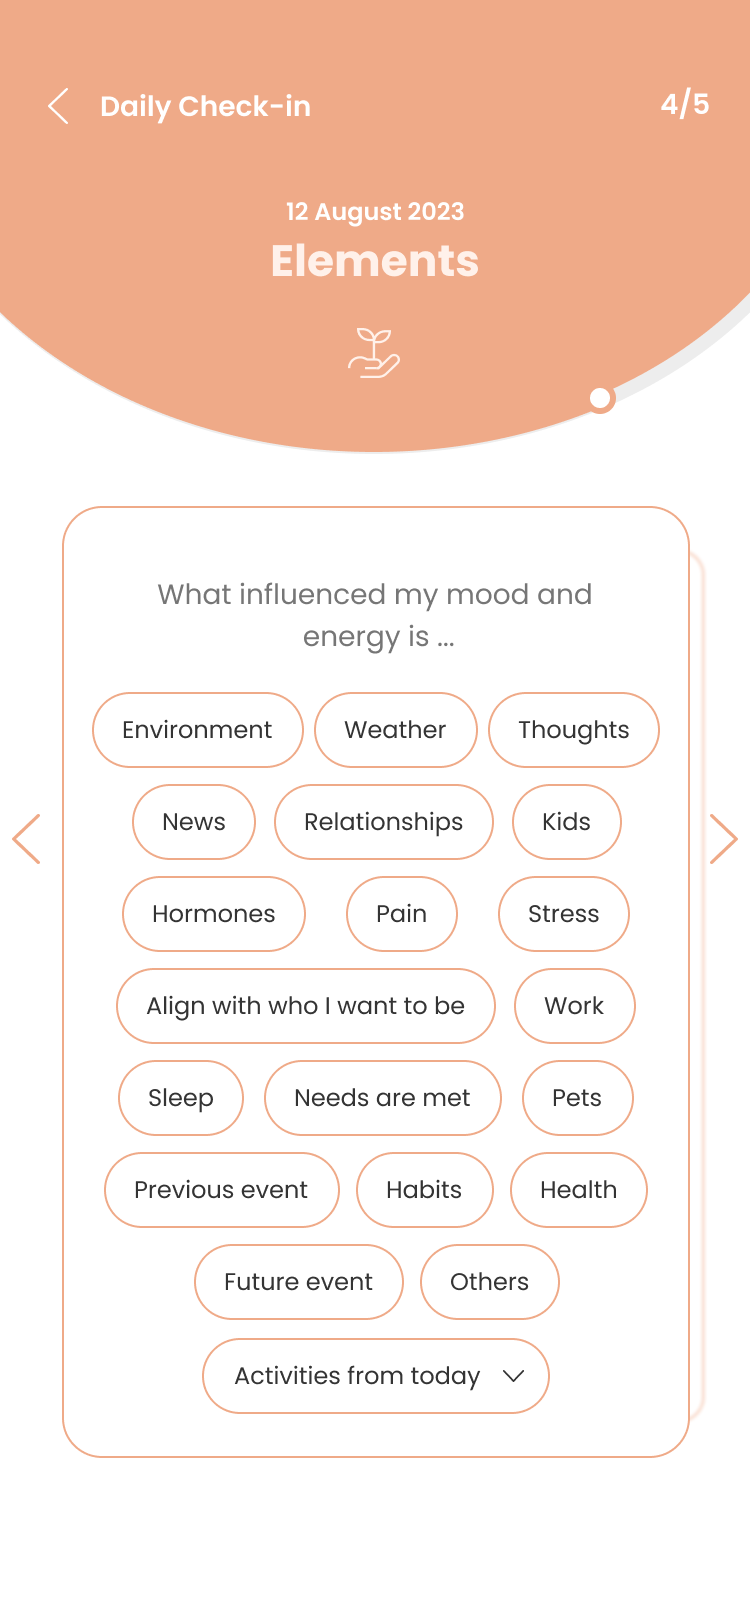 Daily Check-in 4/5
12 August 2023
Elements
What influenced my mood and
energy is ...
Environment Weather Thoughts
News Relationships Kids
Hormones Pain Stress
Align with who I want to be Work
Sleep Needs are met Pets
Previous event Habits Health
Future event Others
Activities from today